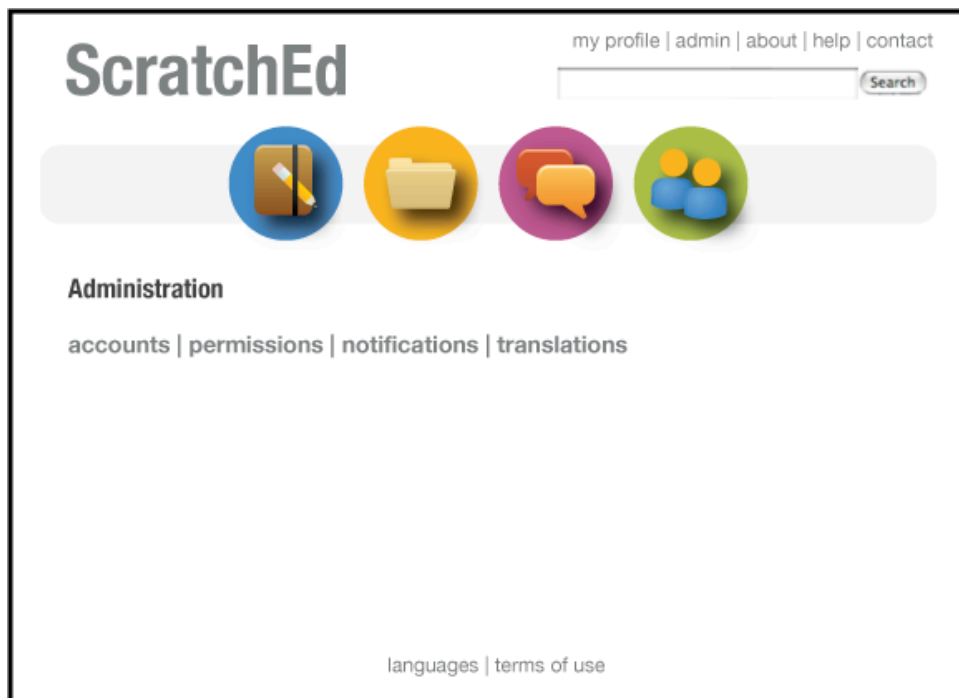 ScratchEd
my profile | admin | about | help | contact
Search
Administration
accounts | permissions | notifications | translations
languages | terms of use